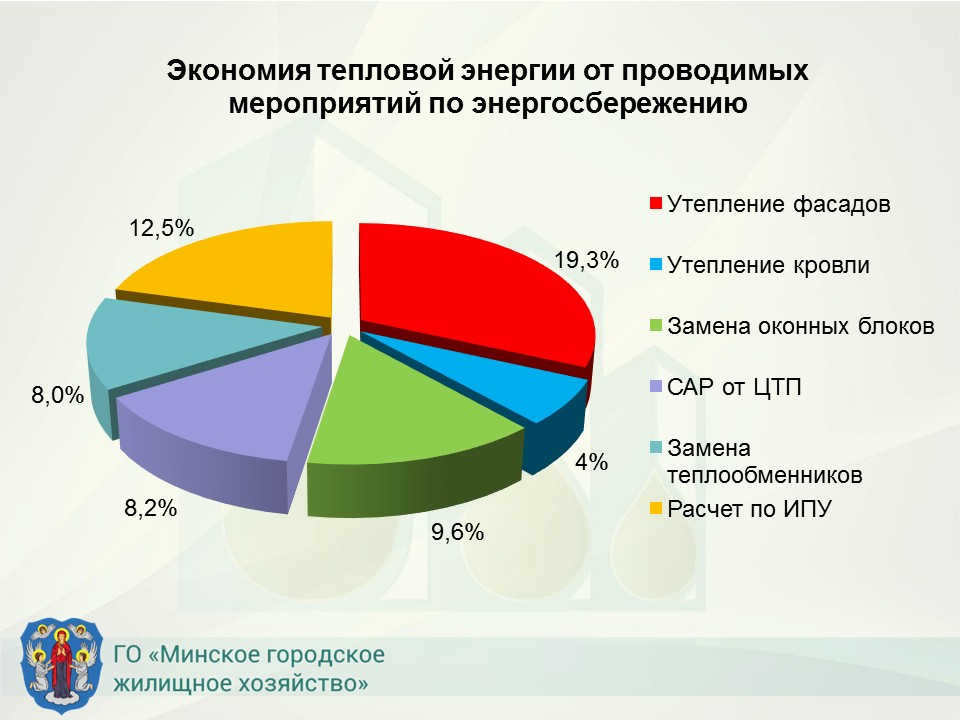 Экономия тепловой энергии от проводимых
мероприятий по энергосбережению
12,5%
19,3%
8,0%
4%
8,2%
9,6%
Утепление фасадов
Утепление кровли
Замена оконных блоков
САР от ЦТП
Замена
теплообменников
Расчет по ИПУ
ГО «Минское городское
жилищное хозяйство»